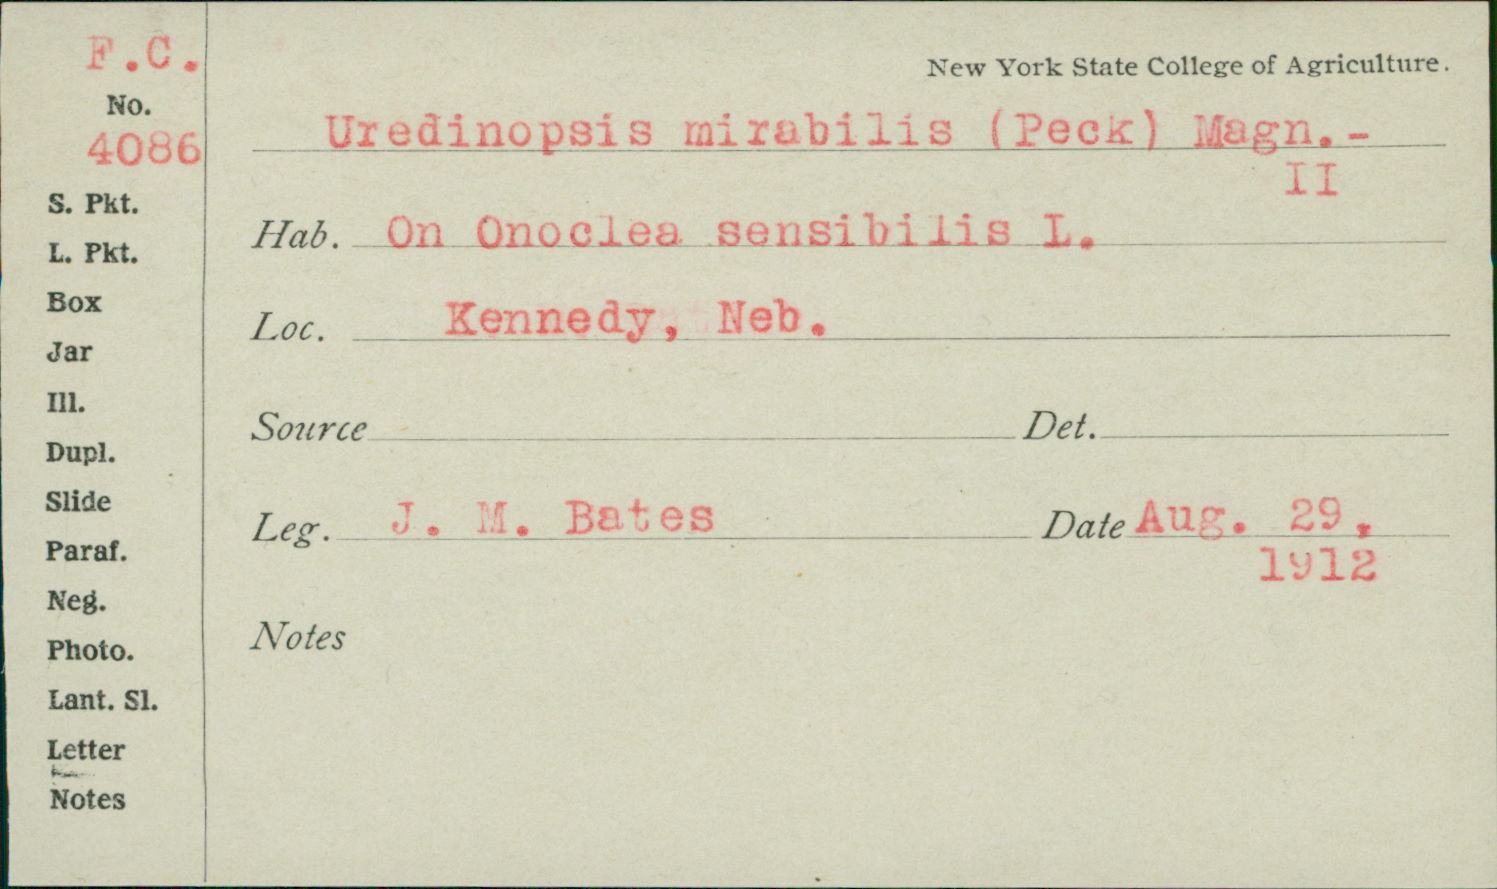 F.C.
No.
4086
S. Pkt.
L. Pkt.
Box
Jar
Ill.
Dupl.
Slide
Paraf.
Neg.
Photo.
Lant. Sl.
Letter
Notes
New York State College of Agriculture.
Uredinopsis mirabilis (Peck) Magn.-
II
Hab. On Onoclea sensibilis L.
Loc. Kennedy, Neb.
Source Det.
Leg. J. M. Bates Date Aug. 29,
1912
Notes